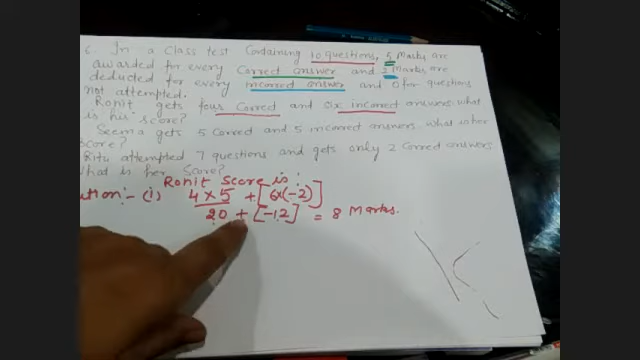 6. In a Class test Containing 10 questions, 5 Marks are
awarded for every Correct answer and 2 Marks are
deducted for every incorrect answer and 0 for questions
not attempted.
Ronit gets four Correct and Six incorrect answers. what
is his score?
Seema gets 5 Correct and 5 incorrect answers. what is her
score?
Ritu attempted 7 questions and gets only 2 Correct answers
What is her Score?
Ronit Score is :
ution:- (i) 4 × 5 + [6×(-2)]
20 + [-12] = 8 Marks.